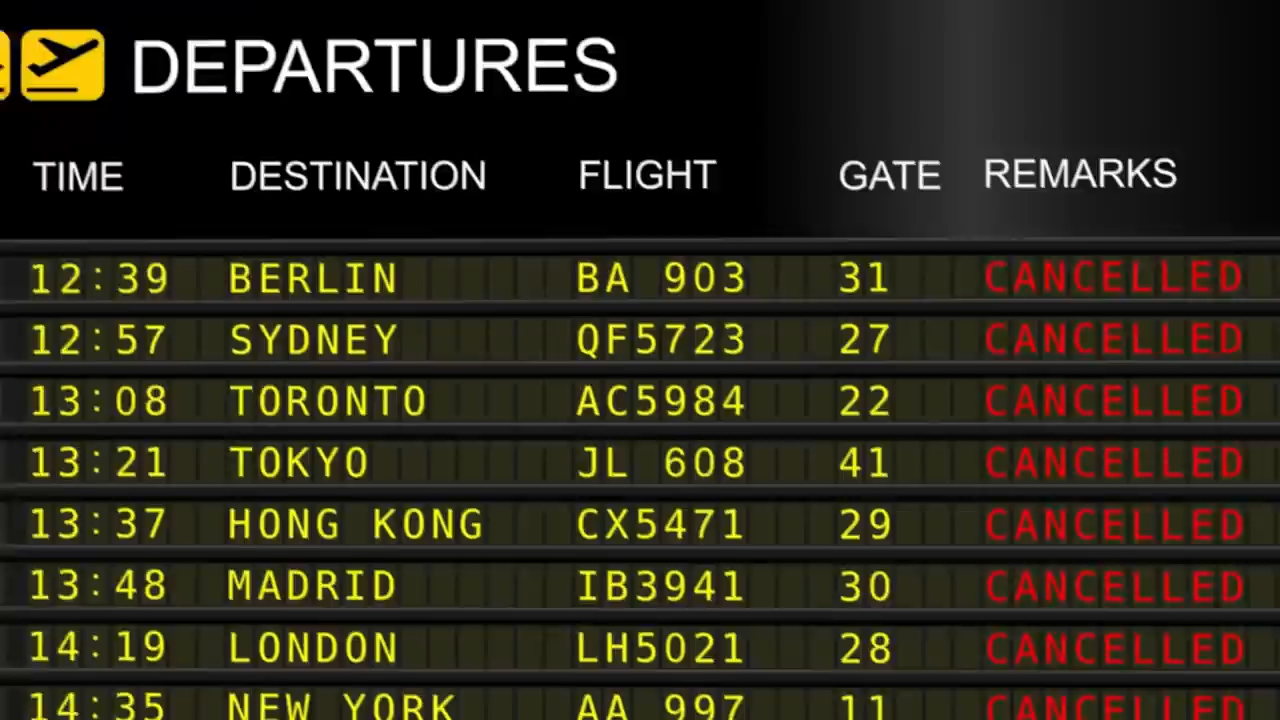 DEPARTURES
TIME DESTINATION FLIGHT GATE REMARKS
12:39 BERLIN BA 903 31 CANCELLED
12:57 SYDNEY QF5723 27 CANCELLED
13:08 TORONTO AC5984 22 CANCELLED
13:21 TOKYO JL 608 41 CANCELLED
13:37 HONG KONG CX5471 29 CANCELLED
13:48 MADRID IB3941 30 CANCELLED
14:19 LONDON LH5021 28 CANCELLED
14:35 NEW YORK AA 997 11 CANCELLED